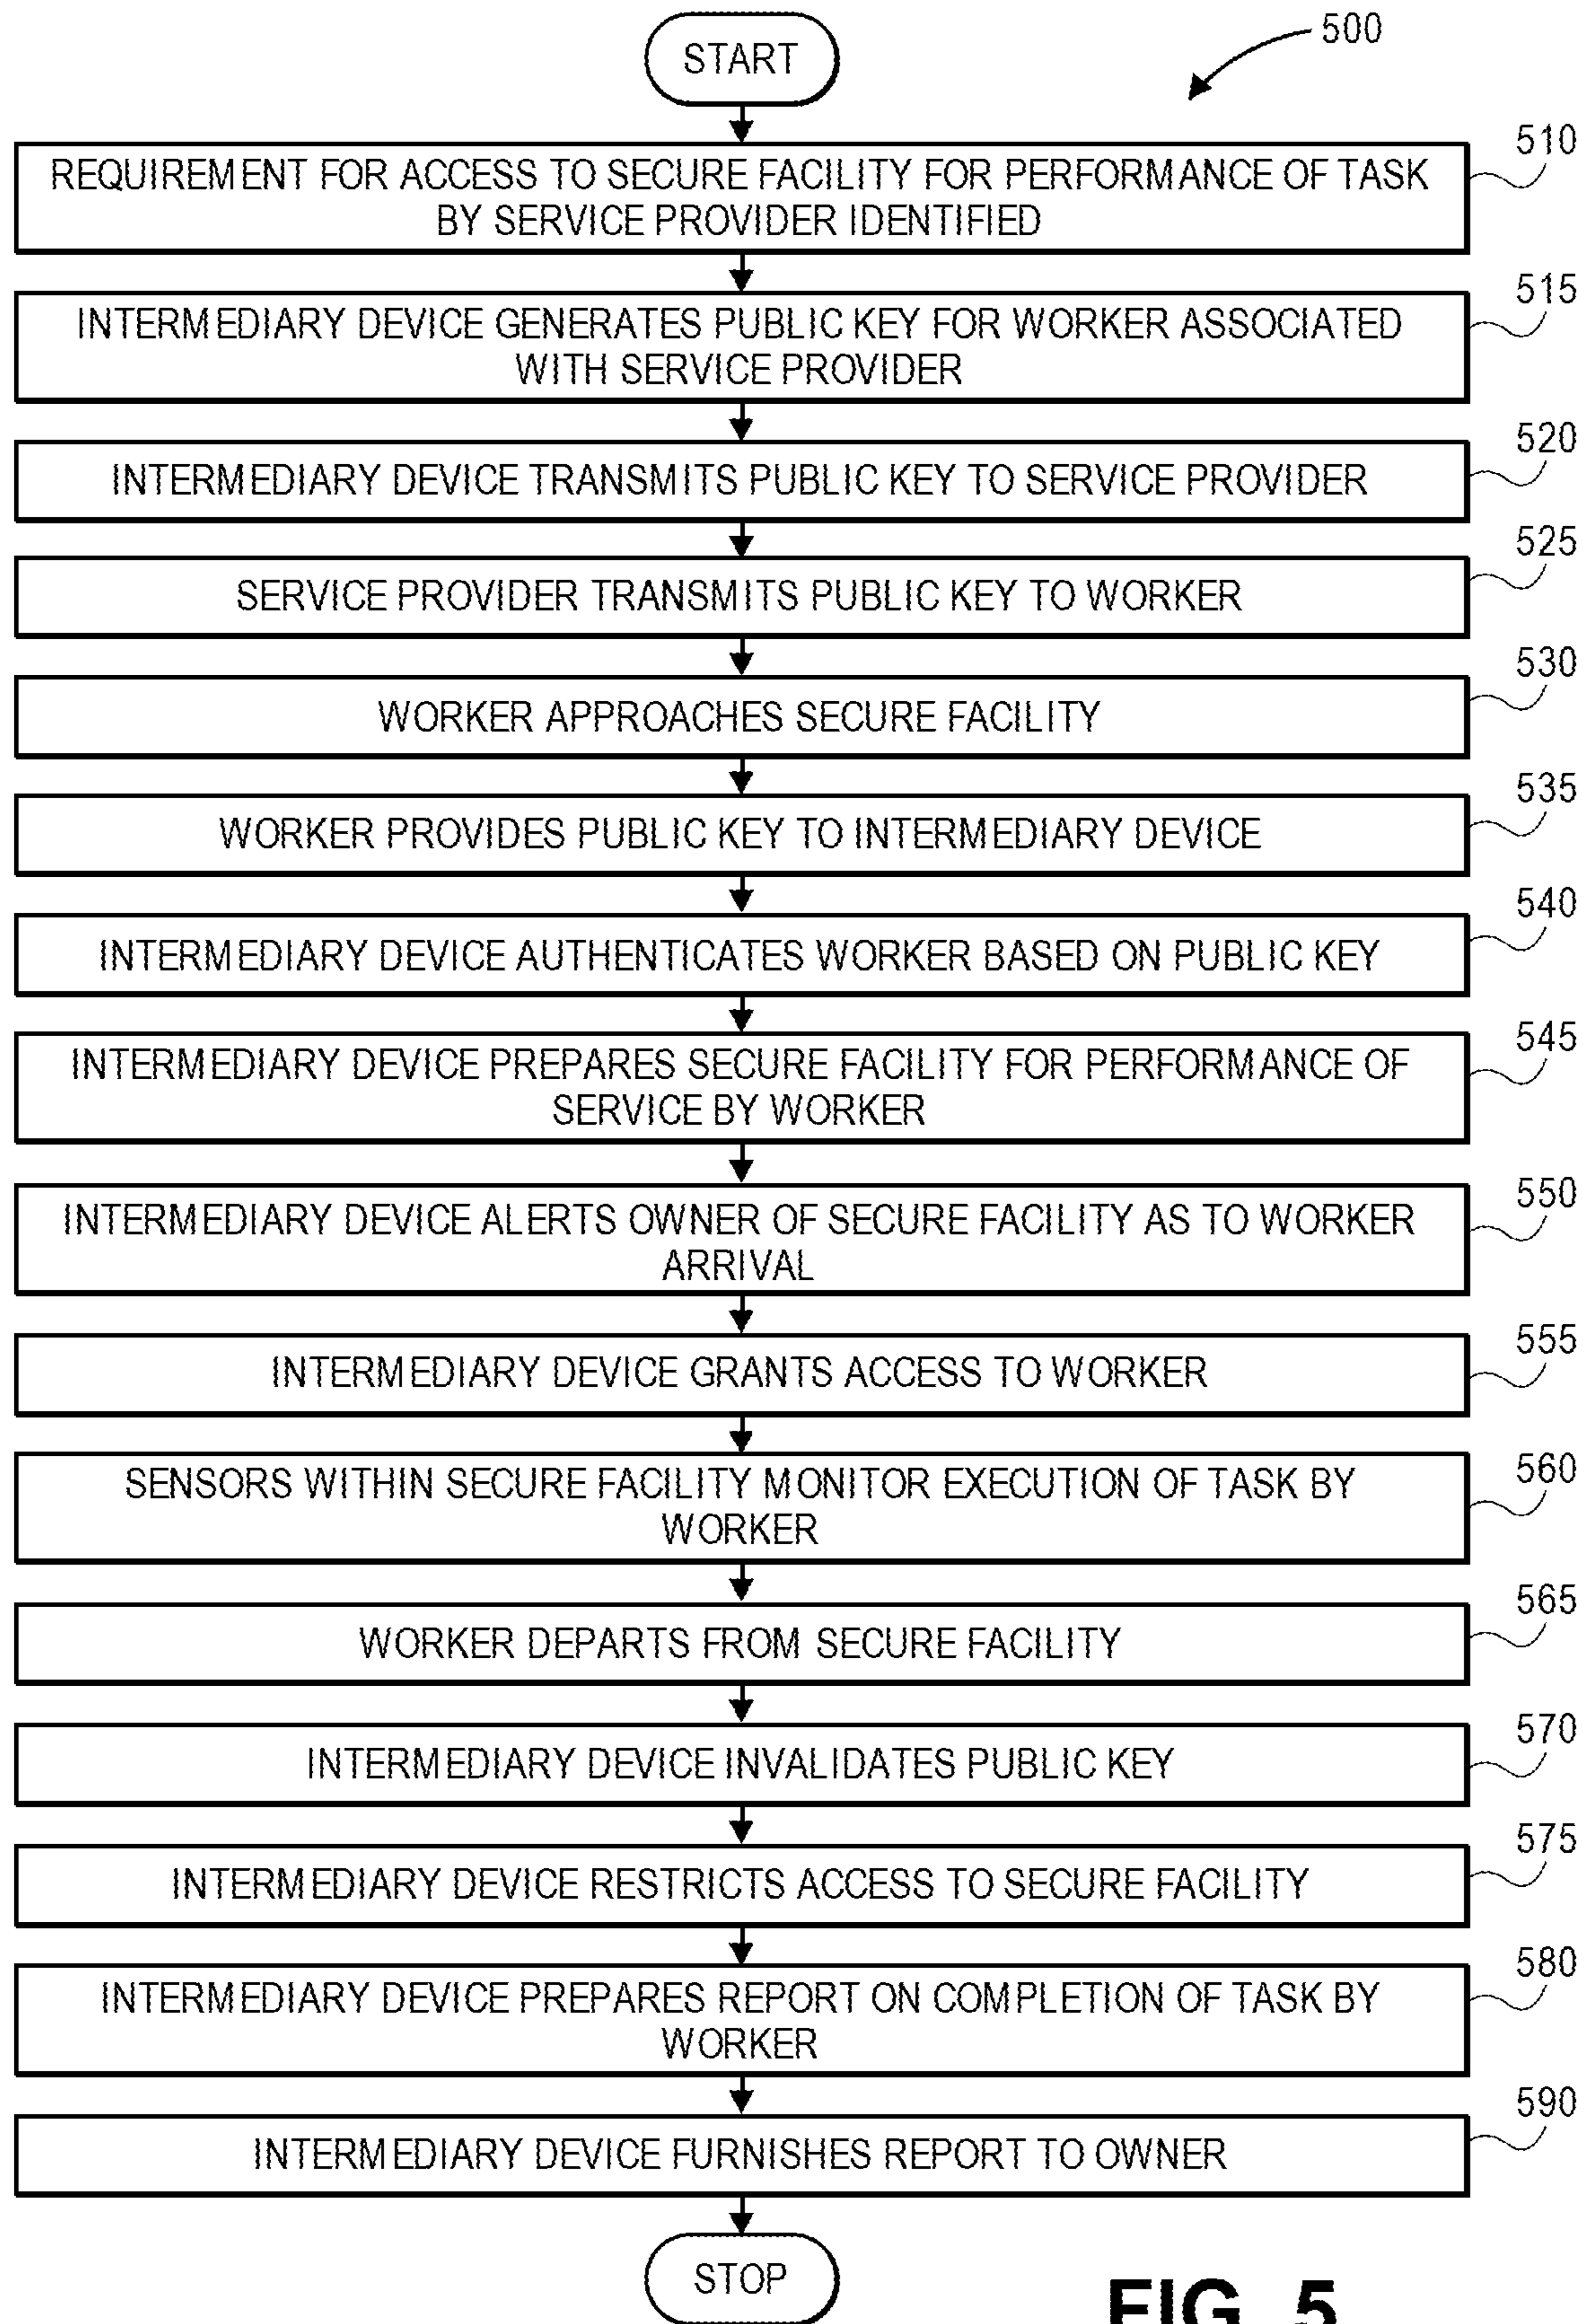 START
500
REQUIREMENT FOR ACCESS TO SECURE FACILITY FOR PERFORMANCE OF TASK
BY SERVICE PROVIDER IDENTIFIED
510
INTERMEDIARY DEVICE GENERATES PUBLIC KEY FOR WORKER ASSOCIATED
WITH SERVICE PROVIDER
515
INTERMEDIARY DEVICE TRANSMITS PUBLIC KEY TO SERVICE PROVIDER
520
SERVICE PROVIDER TRANSMITS PUBLIC KEY TO WORKER
525
WORKER APPROACHES SECURE FACILITY
530
WORKER PROVIDES PUBLIC KEY TO INTERMEDIARY DEVICE
535
INTERMEDIARY DEVICE AUTHENTICATES WORKER BASED ON PUBLIC KEY
540
INTERMEDIARY DEVICE PREPARES SECURE FACILITY FOR PERFORMANCE OF
SERVICE BY WORKER
545
INTERMEDIARY DEVICE ALERTS OWNER OF SECURE FACILITY AS TO WORKER
ARRIVAL
550
INTERMEDIARY DEVICE GRANTS ACCESS TO WORKER
555
SENSORS WITHIN SECURE FACILITY MONITOR EXECUTION OF TASK BY
WORKER
560
WORKER DEPARTS FROM SECURE FACILITY
565
INTERMEDIARY DEVICE INVALIDATES PUBLIC KEY
570
INTERMEDIARY DEVICE RESTRICTS ACCESS TO SECURE FACILITY
575
INTERMEDIARY DEVICE PREPARES REPORT ON COMPLETION OF TASK BY
WORKER
580
INTERMEDIARY DEVICE FURNISHES REPORT TO OWNER
590
STOP
FIG. 5